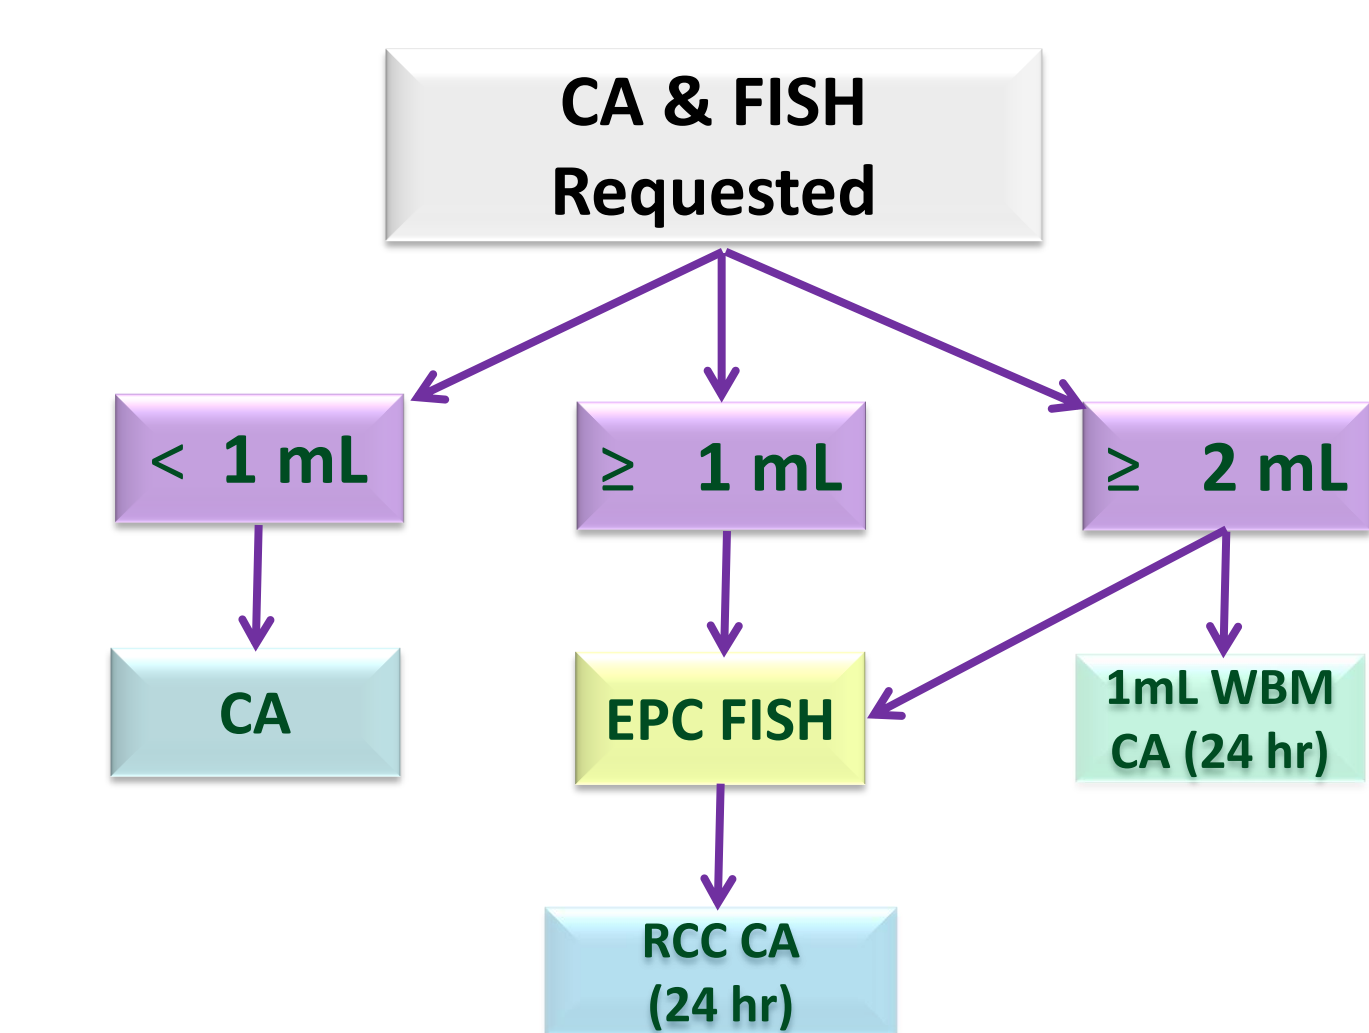 CA & FISH
Requested
< 1 mL
≥ 1 mL
≥ 2 mL
CA
EPC FISH
1mL WBM
CA (24 hr)
RCC CA
(24 hr)